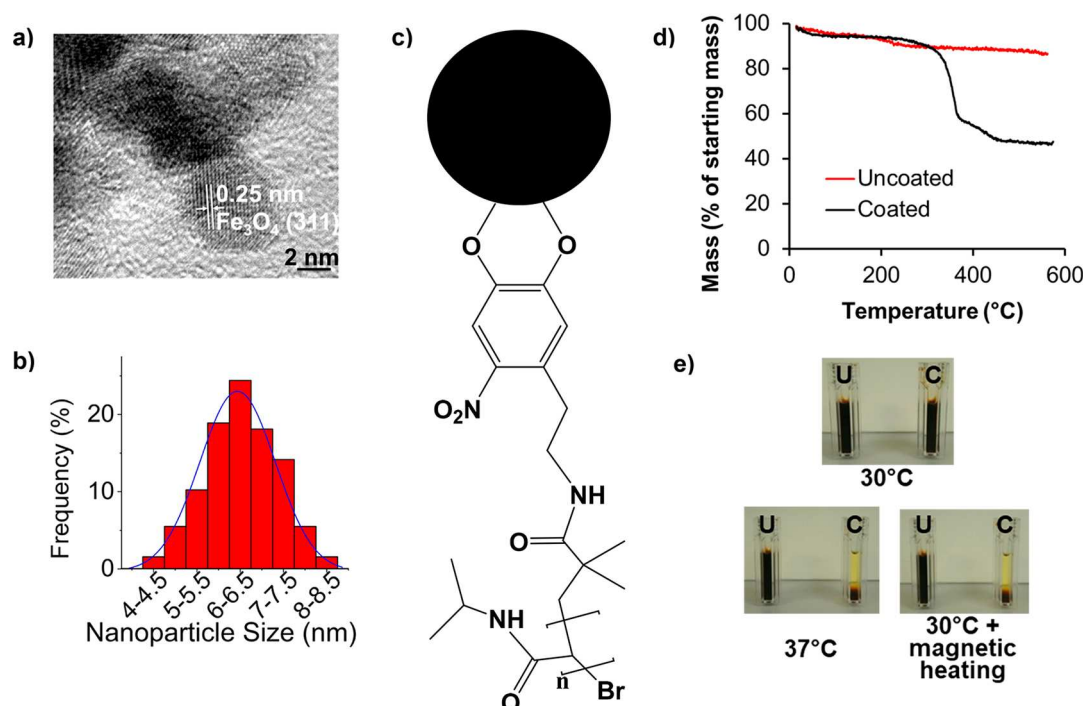 a)
0.25 nm
Fe₃O₄ (311)
2 nm
b)
Frequency (%)
20
10
0
4-4.5
5-5.5
6-6.5
7-7.5
8-8.5
Nanoparticle Size (nm)
c)
O
O
O₂N
NH
O
NH
O
n
Br
d)
Mass (% of starting mass)
100
80
60
40
20
0
Uncoated
Coated
0
200
400
600
Temperature (°C)
e)
U
C
30°C
U
C
37°C
U
C
30°C +
magnetic
heating